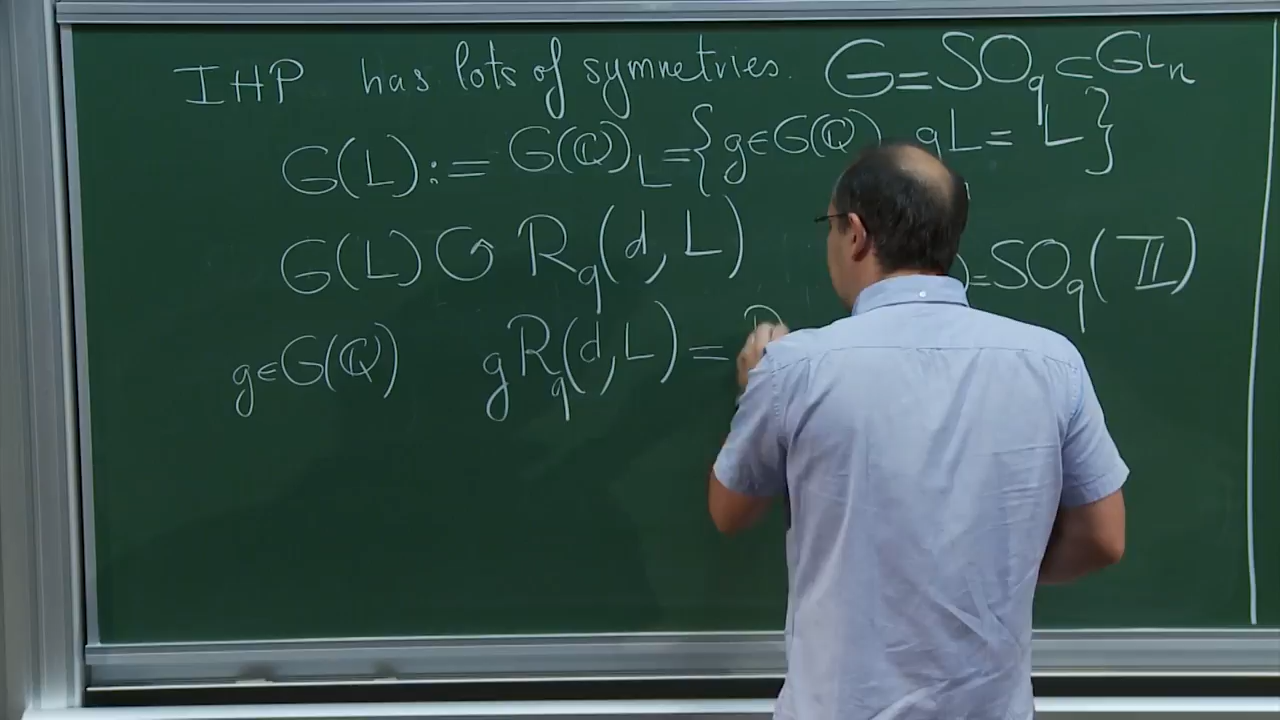 IHP has lots of symmetries. G=SO_q ⊂ GL_n
G(L) := G(ℚ)_L = {g∈G(ℚ) gL = L}
G(L) ↺ R_q(d, L) )=SO_q(ℤ)
g∈G(ℚ) gR_q(d,L) = R